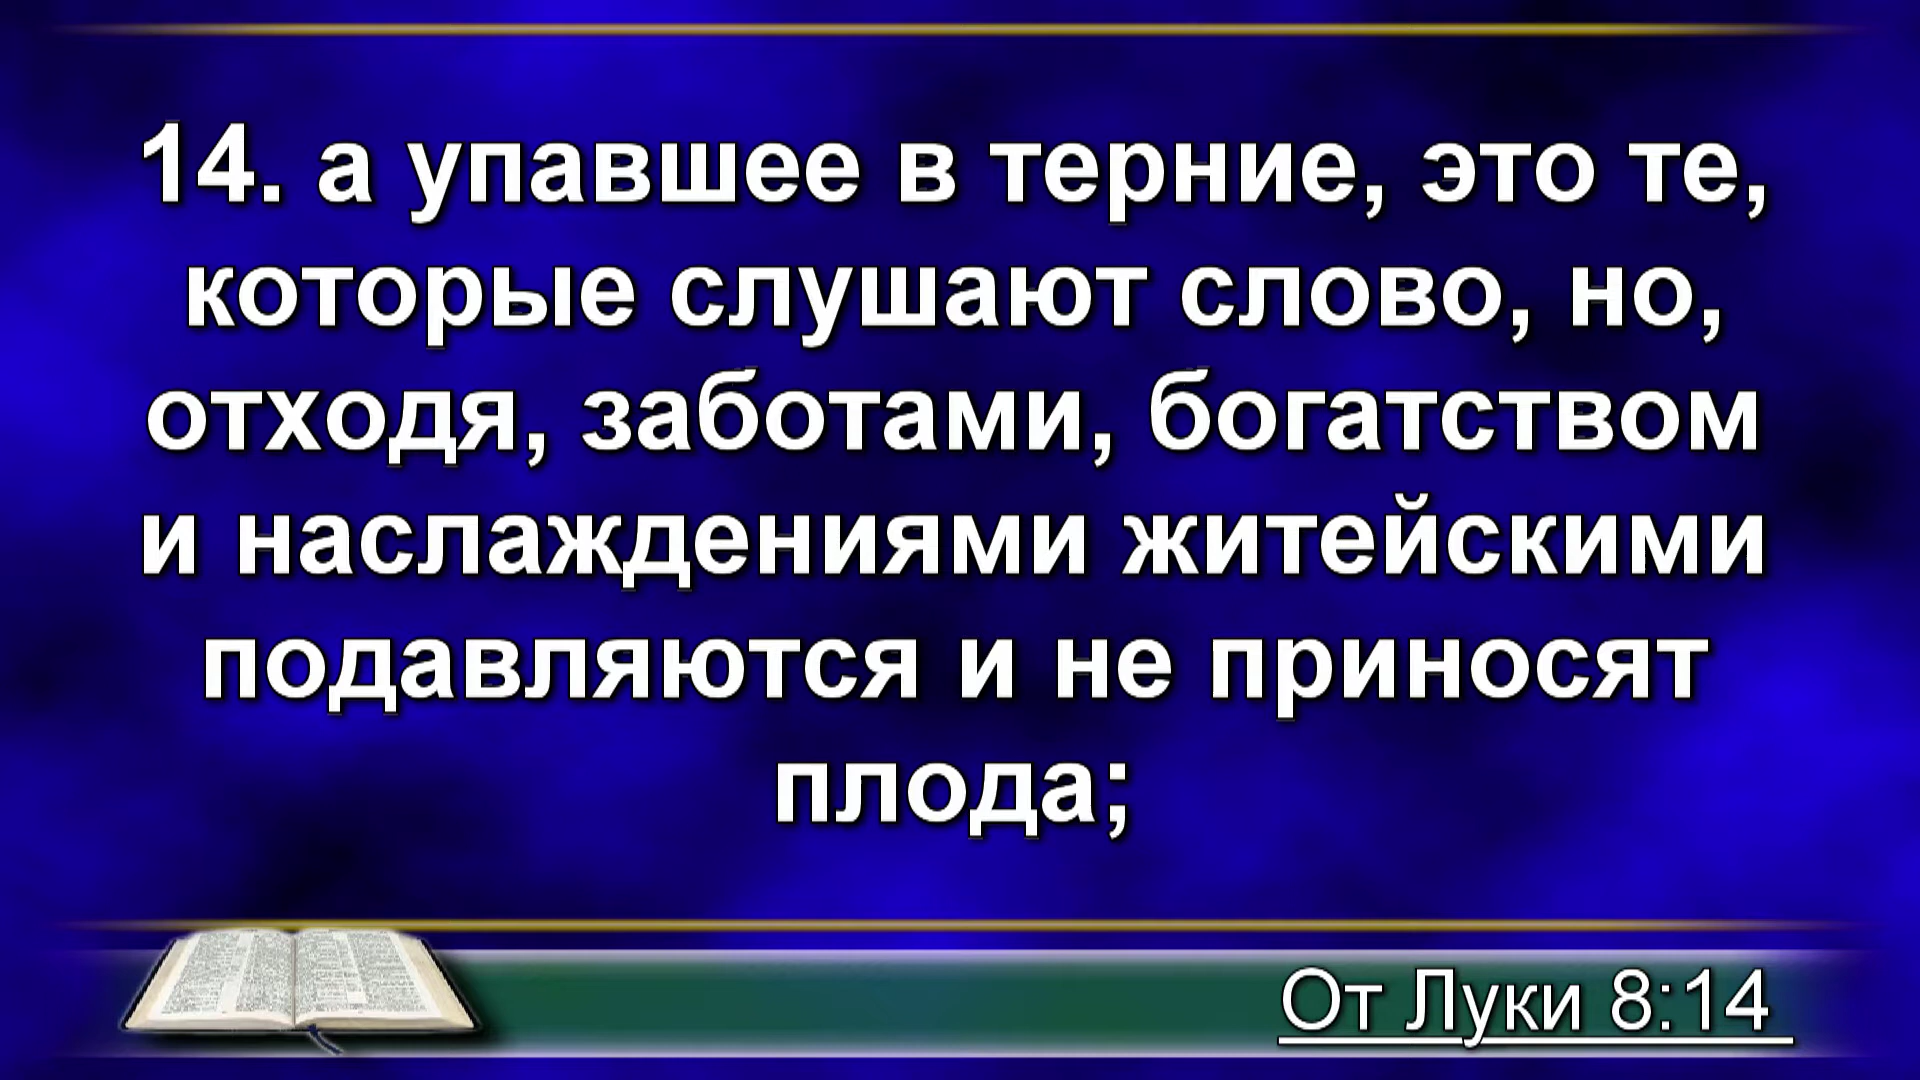 14. а упавшее в терние, это те,
которые слушают слово, но,
отходя, заботами, богатством
и наслаждениями житейскими
подавляются и не приносят
плода;
От Луки 8:14